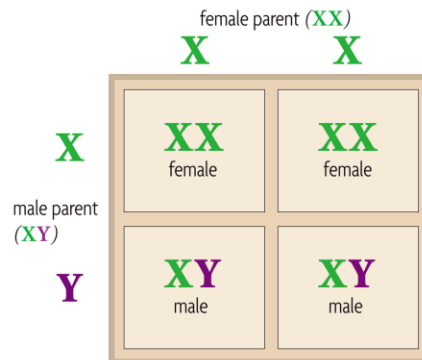 female parent (XX)
X X
X
XX XX
female female
male parent
(XY)
Y
XY XY
male male